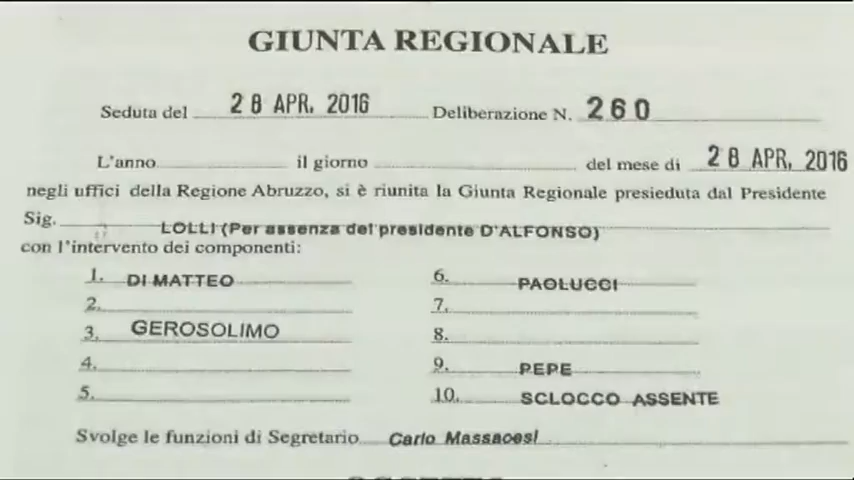 GIUNTA REGIONALE
Seduta del 28 APR. 2016 Deliberazione N. 260
L'anno il giorno del mese di 28 APR. 2016
negli uffici della Regione Abruzzo, si è riunita la Giunta Regionale presieduta dal Presidente
Sig. LOLLI (Per assenza del presidente D'ALFONSO)
con l'intervento dei componenti:
1. DI MATTEO 6. PAOLUCCI
2. 7.
3. GEROSOLIMO 8.
4. 9. PEPE
5. 10. SCLOCCO ASSENTE
Svolge le funzioni di Segretario Carlo Massacesi